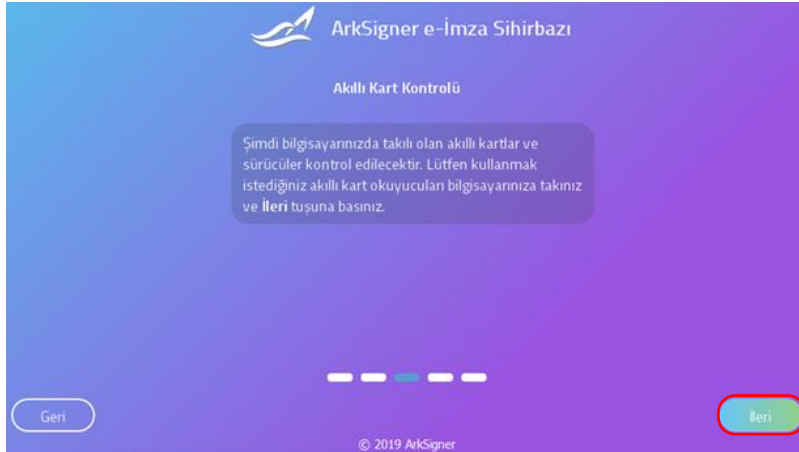 ArkSigner e-İmza Sihirbazı
Akıllı Kart Kontrolü
Şimdi bilgisayarınızda takılı olan akıllı kartlar ve
sürücüler kontrol edilecektir. Lütfen kullanmak
istediğiniz akıllı kart okuyucuları bilgisayarınıza takınız
ve İleri tuşuna basınız.
Geri
İleri
© 2019 ArkSigner